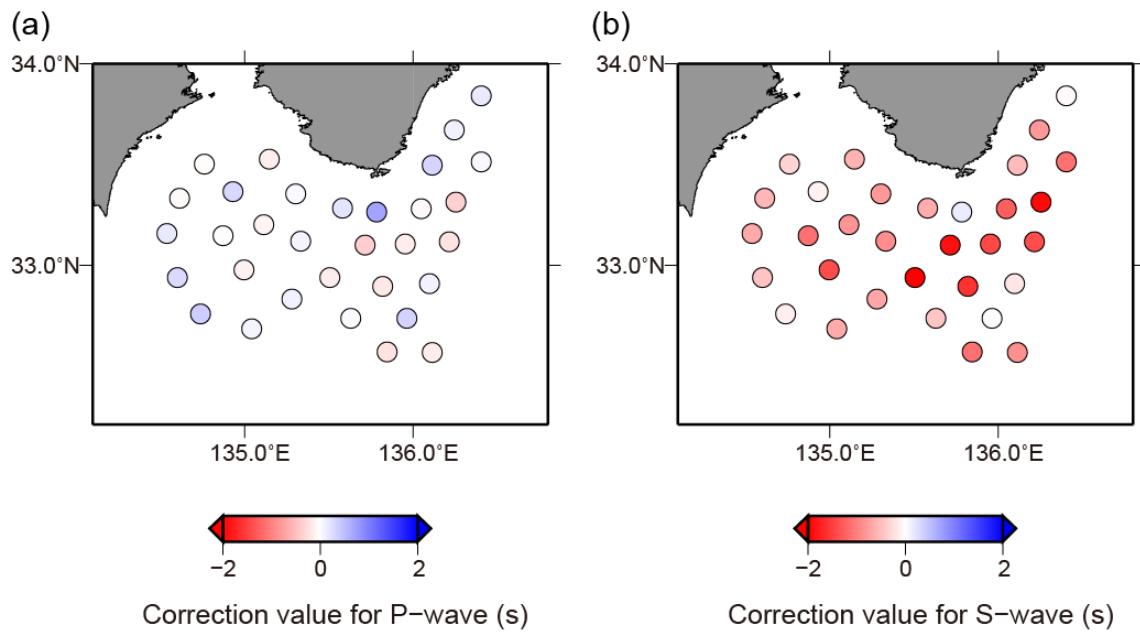 (a)
(b)
34.0˚N
34.0˚N
33.0˚N
33.0˚N
135.0˚E 136.0˚E
135.0˚E 136.0˚E
−2 0 2
−2 0 2
Correction value for P−wave (s)
Correction value for S−wave (s)